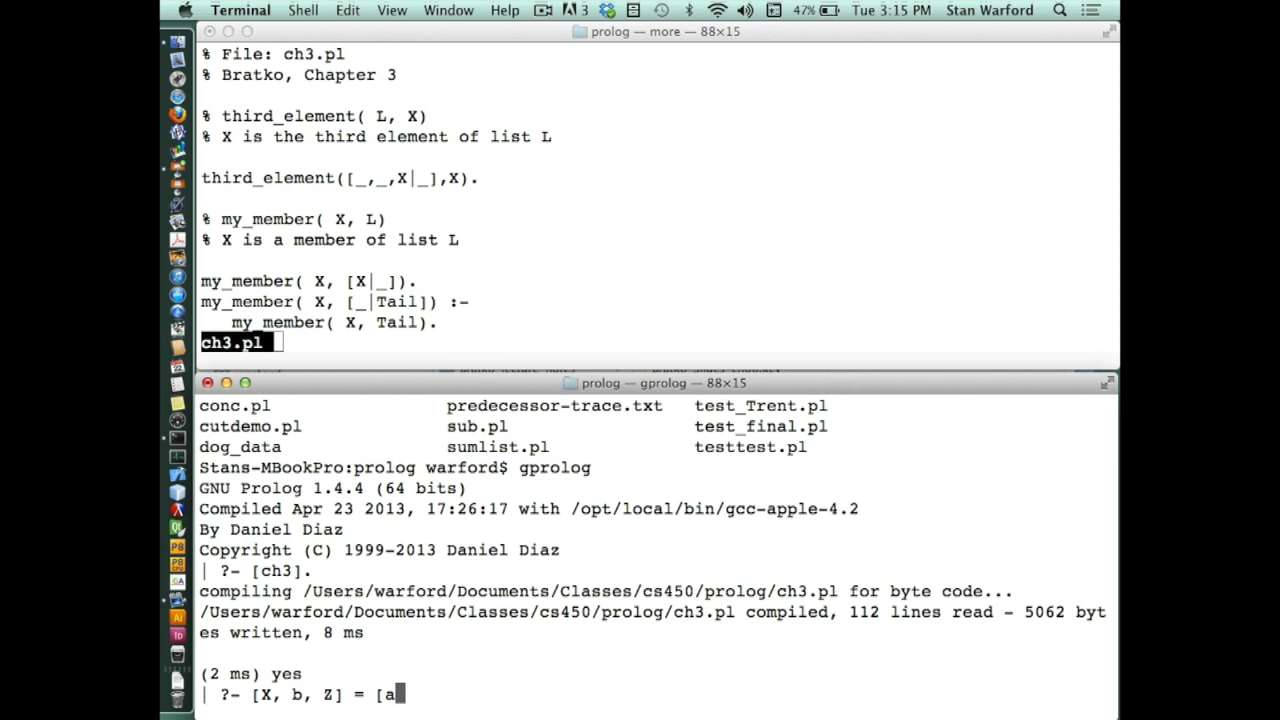 Terminal Shell Edit View Window Help 3 47% Tue 3:15 PM Stan Warford
prolog — more — 88×15
% File: ch3.pl
% Bratko, Chapter 3
% third_element( L, X)
% X is the third element of list L
third_element([_,_,X|_],X).
% my_member( X, L)
% X is a member of list L
my_member( X, [X|_]).
my_member( X, [_|Tail]) :-
my_member( X, Tail).
ch3.pl
prolog — gprolog — 88×15
conc.pl predecessor-trace.txt test_Trent.pl
cutdemo.pl sub.pl test_final.pl
dog_data sumlist.pl testtest.pl
Stans-MBookPro:prolog warford$ gprolog
GNU Prolog 1.4.4 (64 bits)
Compiled Apr 23 2013, 17:26:17 with /opt/local/bin/gcc-apple-4.2
By Daniel Diaz
Copyright (C) 1999-2013 Daniel Diaz
| ?- [ch3].
compiling /Users/warford/Documents/Classes/cs450/prolog/ch3.pl for byte code...
/Users/warford/Documents/Classes/cs450/prolog/ch3.pl compiled, 112 lines read - 5062 byt
es written, 8 ms
(2 ms) yes
| ?- [X, b, Z] = [a